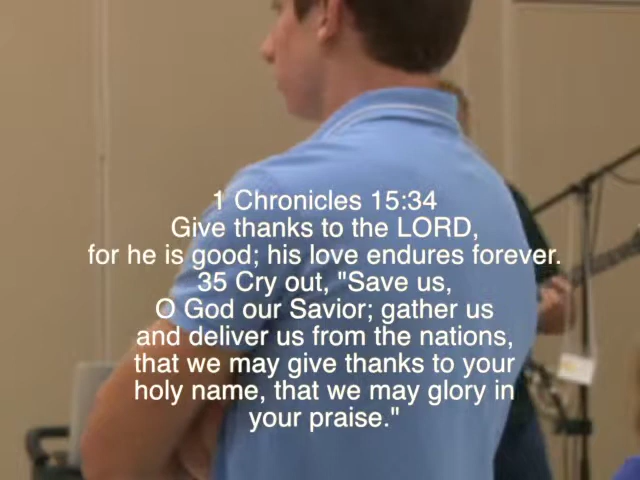 1 Chronicles 15:34
Give thanks to the LORD,
for he is good; his love endures forever.
35 Cry out, "Save us,
O God our Savior; gather us
and deliver us from the nations,
that we may give thanks to your
holy name, that we may glory in
your praise."